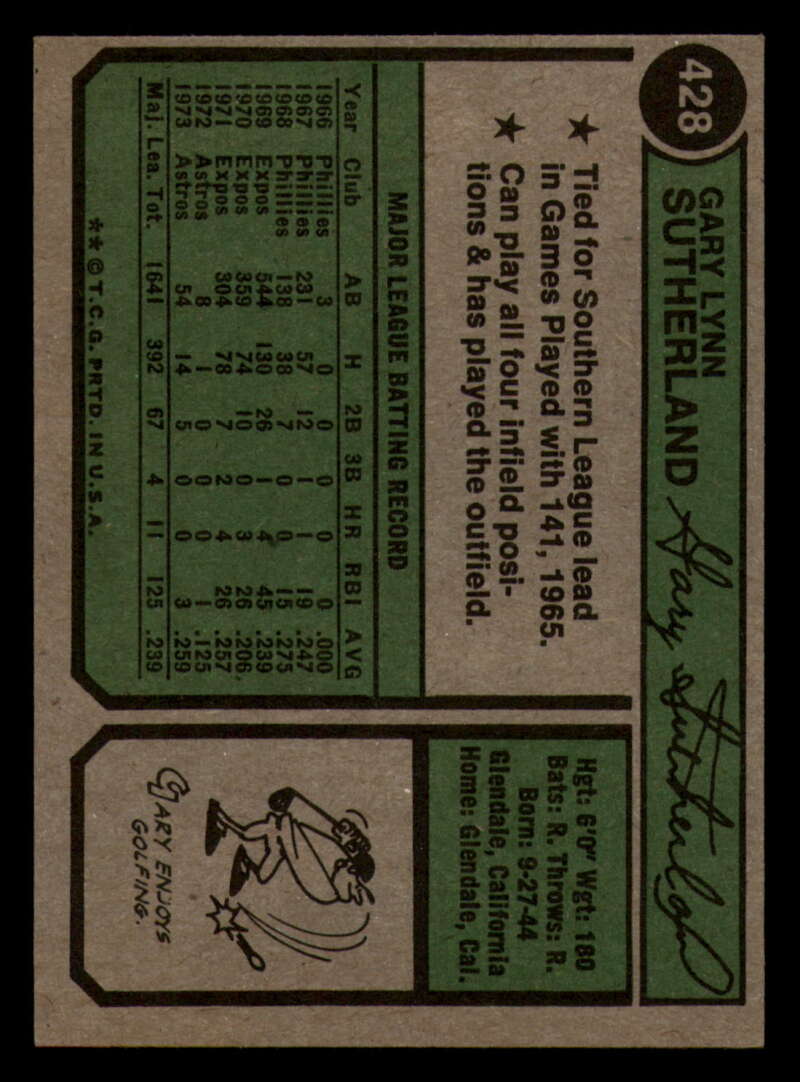 428
GARY LYNN
SUTHERLAND
Gary Sutherland
★ Tied for Southern League lead
in Games Played with 141, 1965.
★ Can play all four infield posi-
tions & has played the outfield.
MAJOR LEAGUE BATTING RECORD
Year Club AB H 2B 3B HR RBI AVG
1966 Phillies 3 0 0 0 0 0 .000
1967 Phillies 231 57 12 1 1 19 .247
1968 Phillies 138 38 7 0 0 15 .275
1969 Expos 544 130 26 1 4 45 .239
1970 Expos 359 74 10 0 3 26 .206
1971 Expos 304 78 7 2 4 26 .257
1972 Astros 8 1 0 0 0 1 .125
1973 Astros 54 14 5 0 0 3 .259
Maj. Lea. Tot. 1641 392 67 4 11 125 .239
**© T.C.G. PRTD. IN U.S.A.
Hgt: 6'0" Wgt: 180
Bats: R. Throws: R.
Born: 9-27-44
Glendale, California
Home: Glendale, Cal.
GARY ENJOYS
GOLFING.